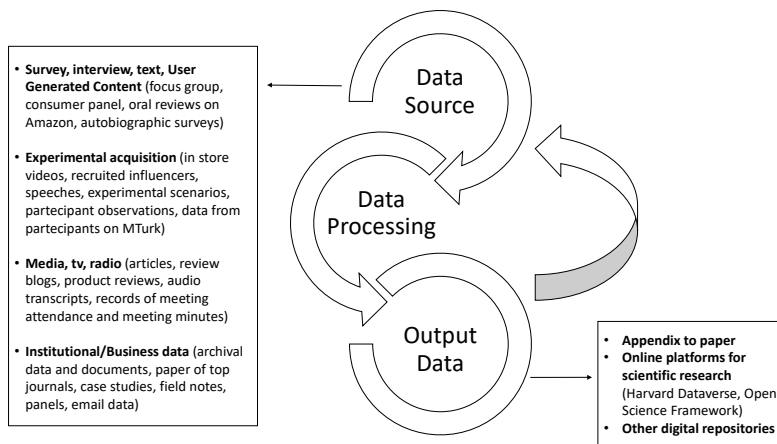 • Survey, interview, text, User
Generated Content (focus group,
consumer panel, oral reviews on
Amazon, autobiographic surveys)
• Experimental acquisition (in store
videos, recruited influencers,
speeches, experimental scenarios,
partecipant observations, data from
partecipants on MTurk)
• Media, tv, radio (articles, review
blogs, product reviews, audio
transcripts, records of meeting
attendance and meeting minutes)
• Institutional/Business data (archival
data and documents, paper of top
journals, case studies, field notes,
panels, email data)
Data
Source
Data
Processing
Output
Data
• Appendix to paper
• Online platforms for
scientific research
(Harvard Dataverse, Open
Science Framework)
• Other digital repositories